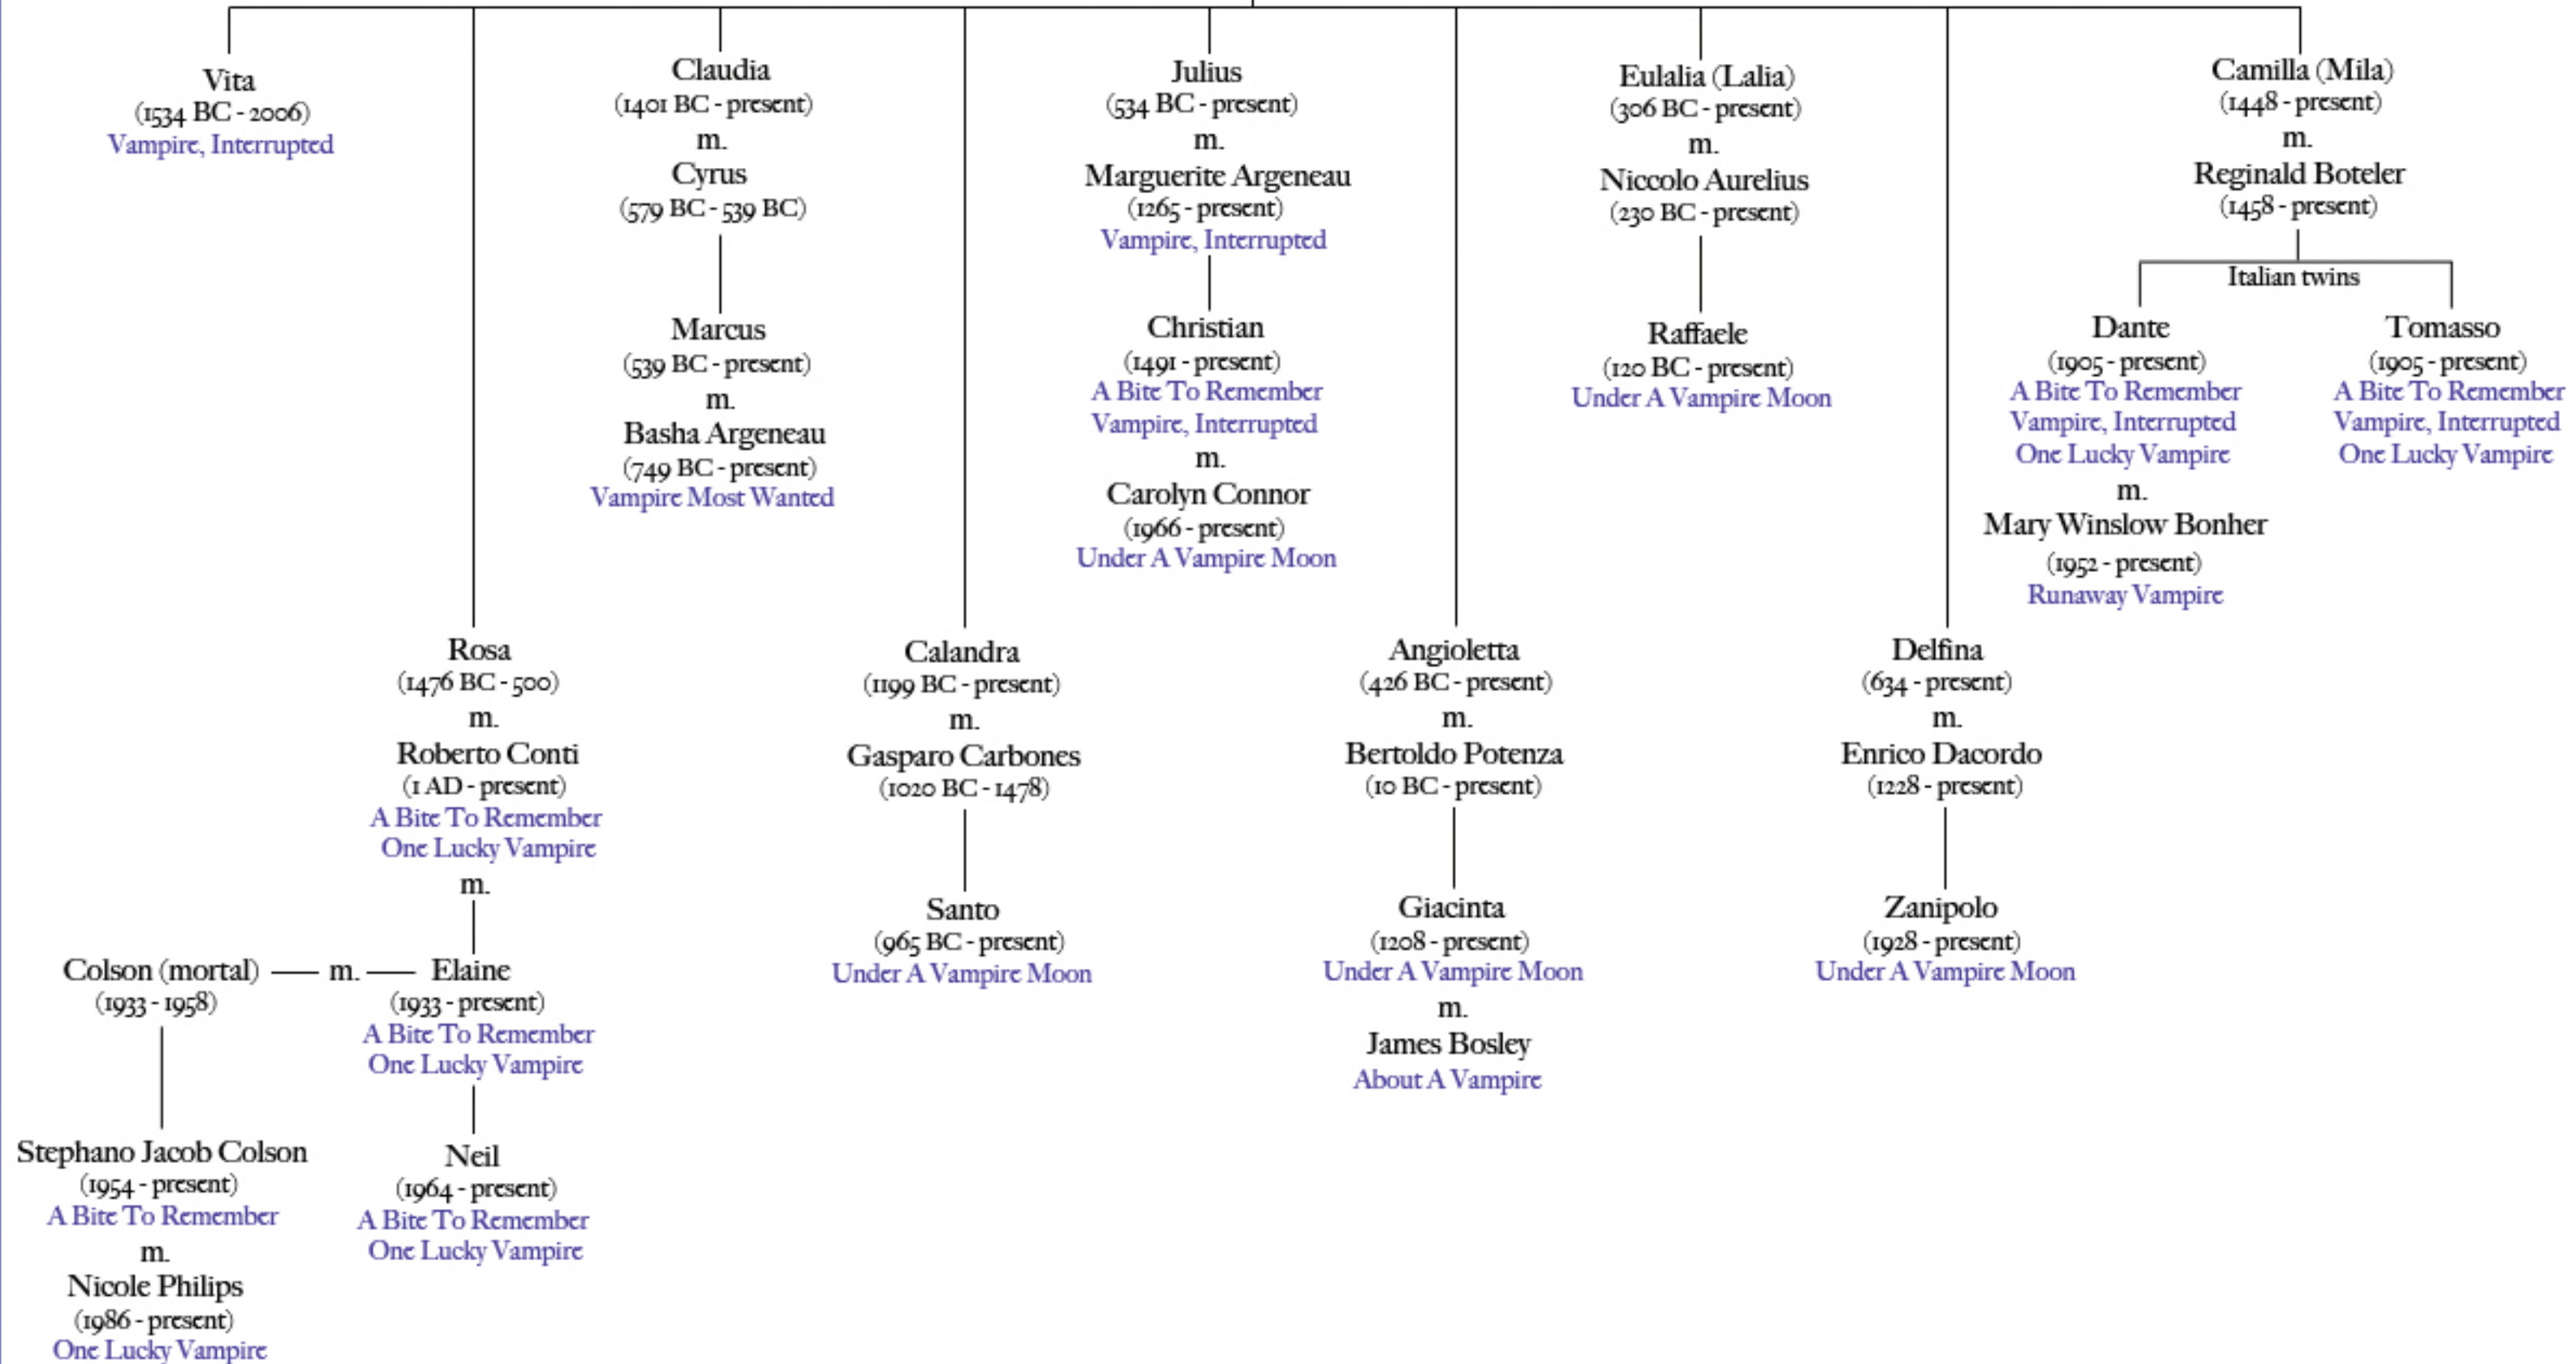 Vita
(1534 BC - 2006)
Vampire, Interrupted
Claudia
(1401 BC - present)
m.
Cyrus
(579 BC - 539 BC)
Marcus
(539 BC - present)
m.
Basha Argeneau
(749 BC - present)
Vampire Most Wanted
Julius
(534 BC - present)
m.
Marguerite Argeneau
(1265 - present)
Vampire, Interrupted
Christian
(1491 - present)
A Bite To Remember
Vampire, Interrupted
m.
Carolyn Connor
(1966 - present)
Under A Vampire Moon
Eulalia (Lalia)
(306 BC - present)
m.
Niccolo Aurelius
(230 BC - present)
Raffaele
(120 BC - present)
Under A Vampire Moon
Camilla (Mila)
(1448 - present)
m.
Reginald Boteler
(1458 - present)
Italian twins
Dante
(1905 - present)
A Bite To Remember
Vampire, Interrupted
One Lucky Vampire
m.
Mary Winslow Bonher
(1952 - present)
Runaway Vampire
Tomasso
(1905 - present)
A Bite To Remember
Vampire, Interrupted
One Lucky Vampire
Rosa
(1476 BC - 500)
m.
Roberto Conti
(1 AD - present)
A Bite To Remember
One Lucky Vampire
m.
Colson (mortal) m. Elaine
(1933 - 1958)
(1933 - present)
A Bite To Remember
One Lucky Vampire
Stephano Jacob Colson
(1954 - present)
A Bite To Remember
m.
Nicole Philips
(1986 - present)
One Lucky Vampire
Neil
(1964 - present)
A Bite To Remember
One Lucky Vampire
Calandra
(1199 BC - present)
m.
Gasparo Carbones
(1020 BC - 1478)
Santo
(965 BC - present)
Under A Vampire Moon
Angioletta
(426 BC - present)
m.
Bertoldo Potenza
(10 BC - present)
Giacinta
(1208 - present)
Under A Vampire Moon
m.
James Bosley
About A Vampire
Delfina
(634 - present)
m.
Enrico Dacordo
(1228 - present)
Zanipolo
(1928 - present)
Under A Vampire Moon